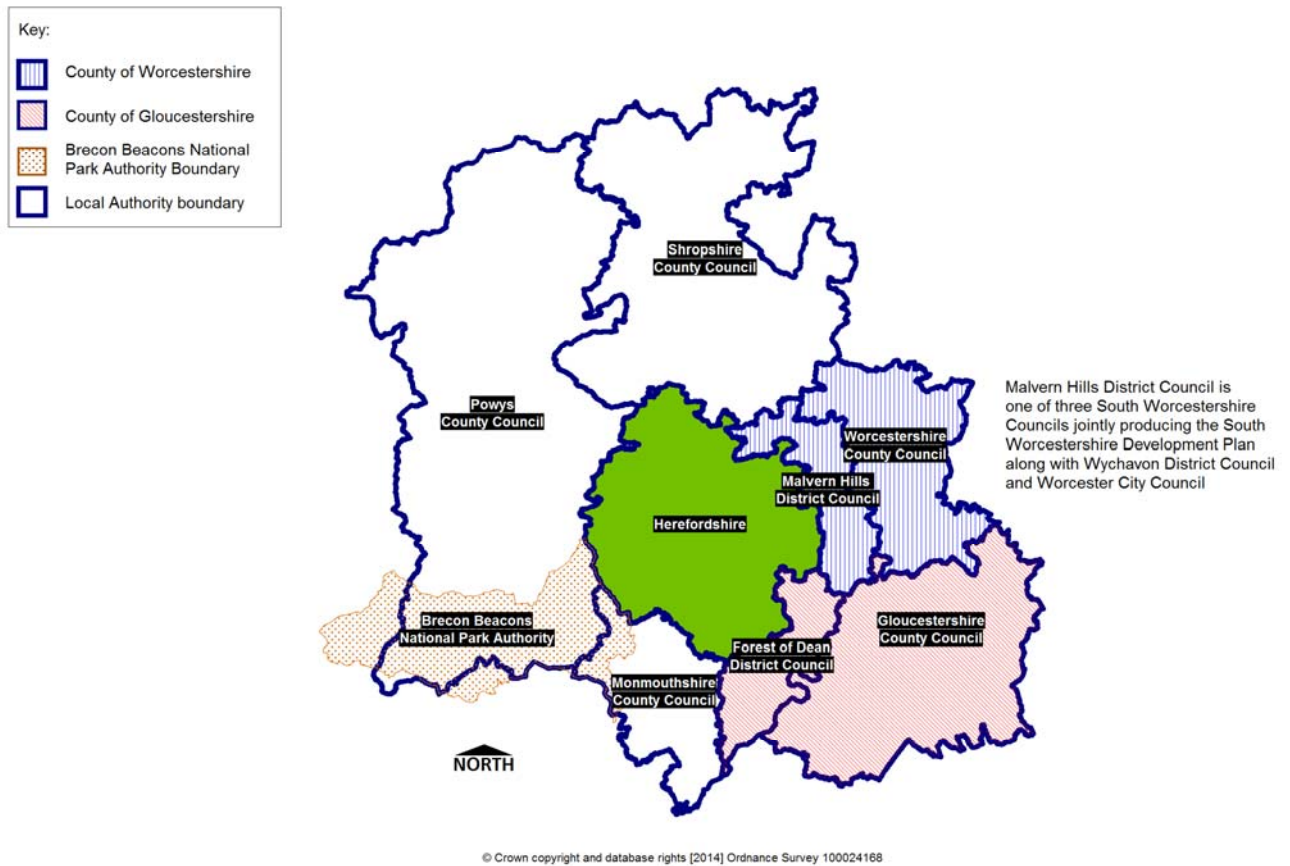 Key:
County of Worcestershire
County of Gloucestershire
Brecon Beacons National
Park Authority Boundary
Local Authority boundary
Shropshire
County Council
Powys
County Council
Worcestershire
County Council
Malvern Hills
District Council
Malvern Hills District Council is
one of three South Worcestershire
Councils jointly producing the South
Worcestershire Development Plan
along with Wychavon District Council
and Worcester City Council
Herefordshire
Brecon Beacons
National Park Authority
Gloucestershire
County Council
Forest of Dean
District Council
Monmouthshire
County Council
NORTH
© Crown copyright and database rights [2014] Ordnance Survey 100024168